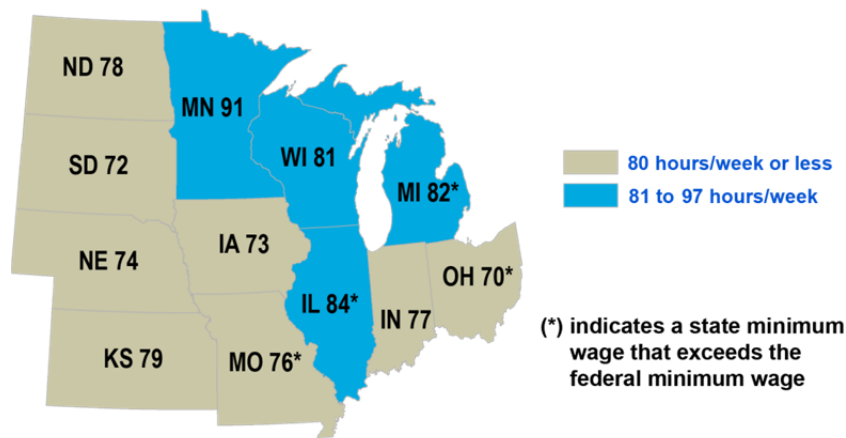 ND 78
MN 91
SD 72
WI 81
MI 82*
80 hours/week or less
81 to 97 hours/week
NE 74
IA 73
IL 84*
IN 77
OH 70*
KS 79
MO 76*
(*) indicates a state minimum
wage that exceeds the
federal minimum wage